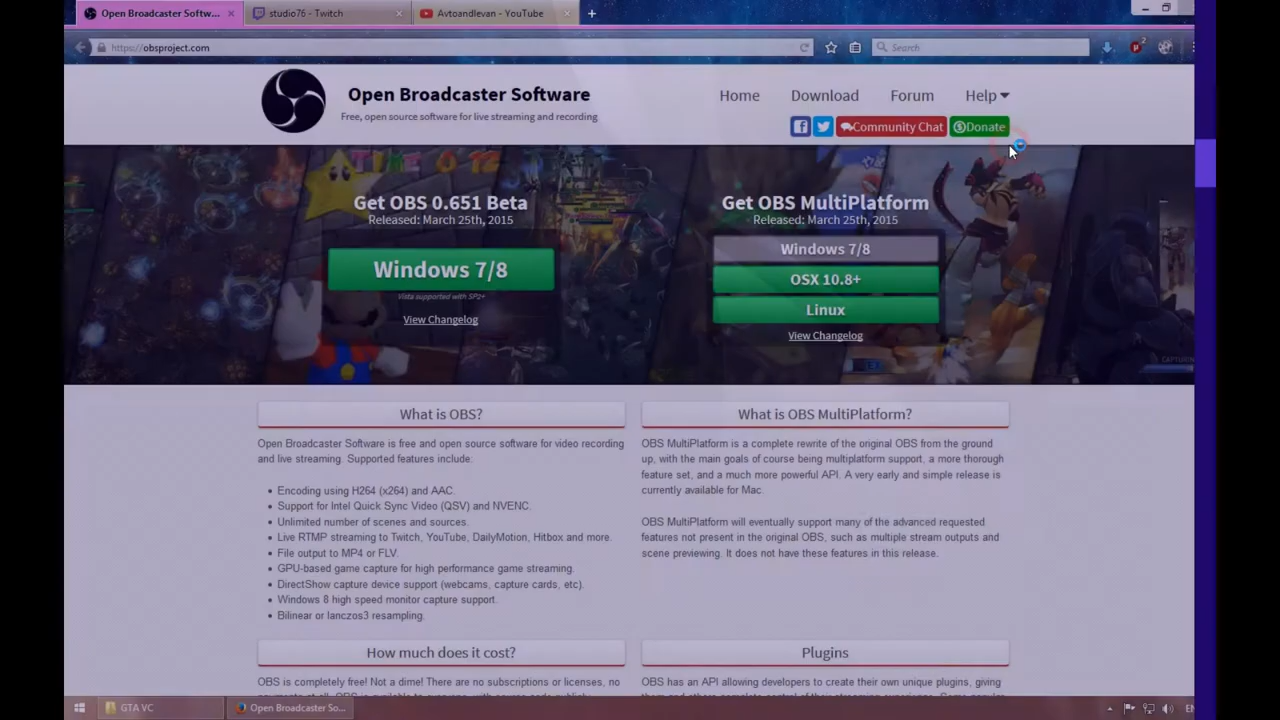 Open Broadcaster Softw...
studio76 - Twitch
Avtoandlevan - YouTube
https://obsproject.com
Search
2
Open Broadcaster Software
Free, open source software for live streaming and recording
Home
Download
Forum
Help
Community Chat
Donate
Get OBS 0.651 Beta
Released: March 25th, 2015
Windows 7/8
Vista supported with SP2+
View Changelog
Get OBS MultiPlatform
Released: March 25th, 2015
Windows 7/8
OSX 10.8+
Linux
View Changelog
What is OBS?
Open Broadcaster Software is free and open source software for video recording
and live streaming. Supported features include:
Encoding using H264 (x264) and AAC.
Support for Intel Quick Sync Video (QSV) and NVENC.
Unlimited number of scenes and sources.
Live RTMP streaming to Twitch, YouTube, DailyMotion, Hitbox and more.
File output to MP4 or FLV.
GPU-based game capture for high performance game streaming.
DirectShow capture device support (webcams, capture cards, etc).
Windows 8 high speed monitor capture support.
Bilinear or lanczos3 resampling.
What is OBS MultiPlatform?
OBS MultiPlatform is a complete rewrite of the original OBS from the ground
up, with the main goals of course being multiplatform support, a more thorough
feature set, and a much more powerful API. A very early and simple release is
currently available for Mac.
OBS MultiPlatform will eventually support many of the advanced requested
features not present in the original OBS, such as multiple stream outputs and
scene previewing. It does not have these features in this release.
How much does it cost?
OBS is completely free! Not a dime! There are no subscriptions or licenses, no
Plugins
OBS has an API allowing developers to create their own unique plugins, giving
GTA VC
Open Broadcaster So...
EN